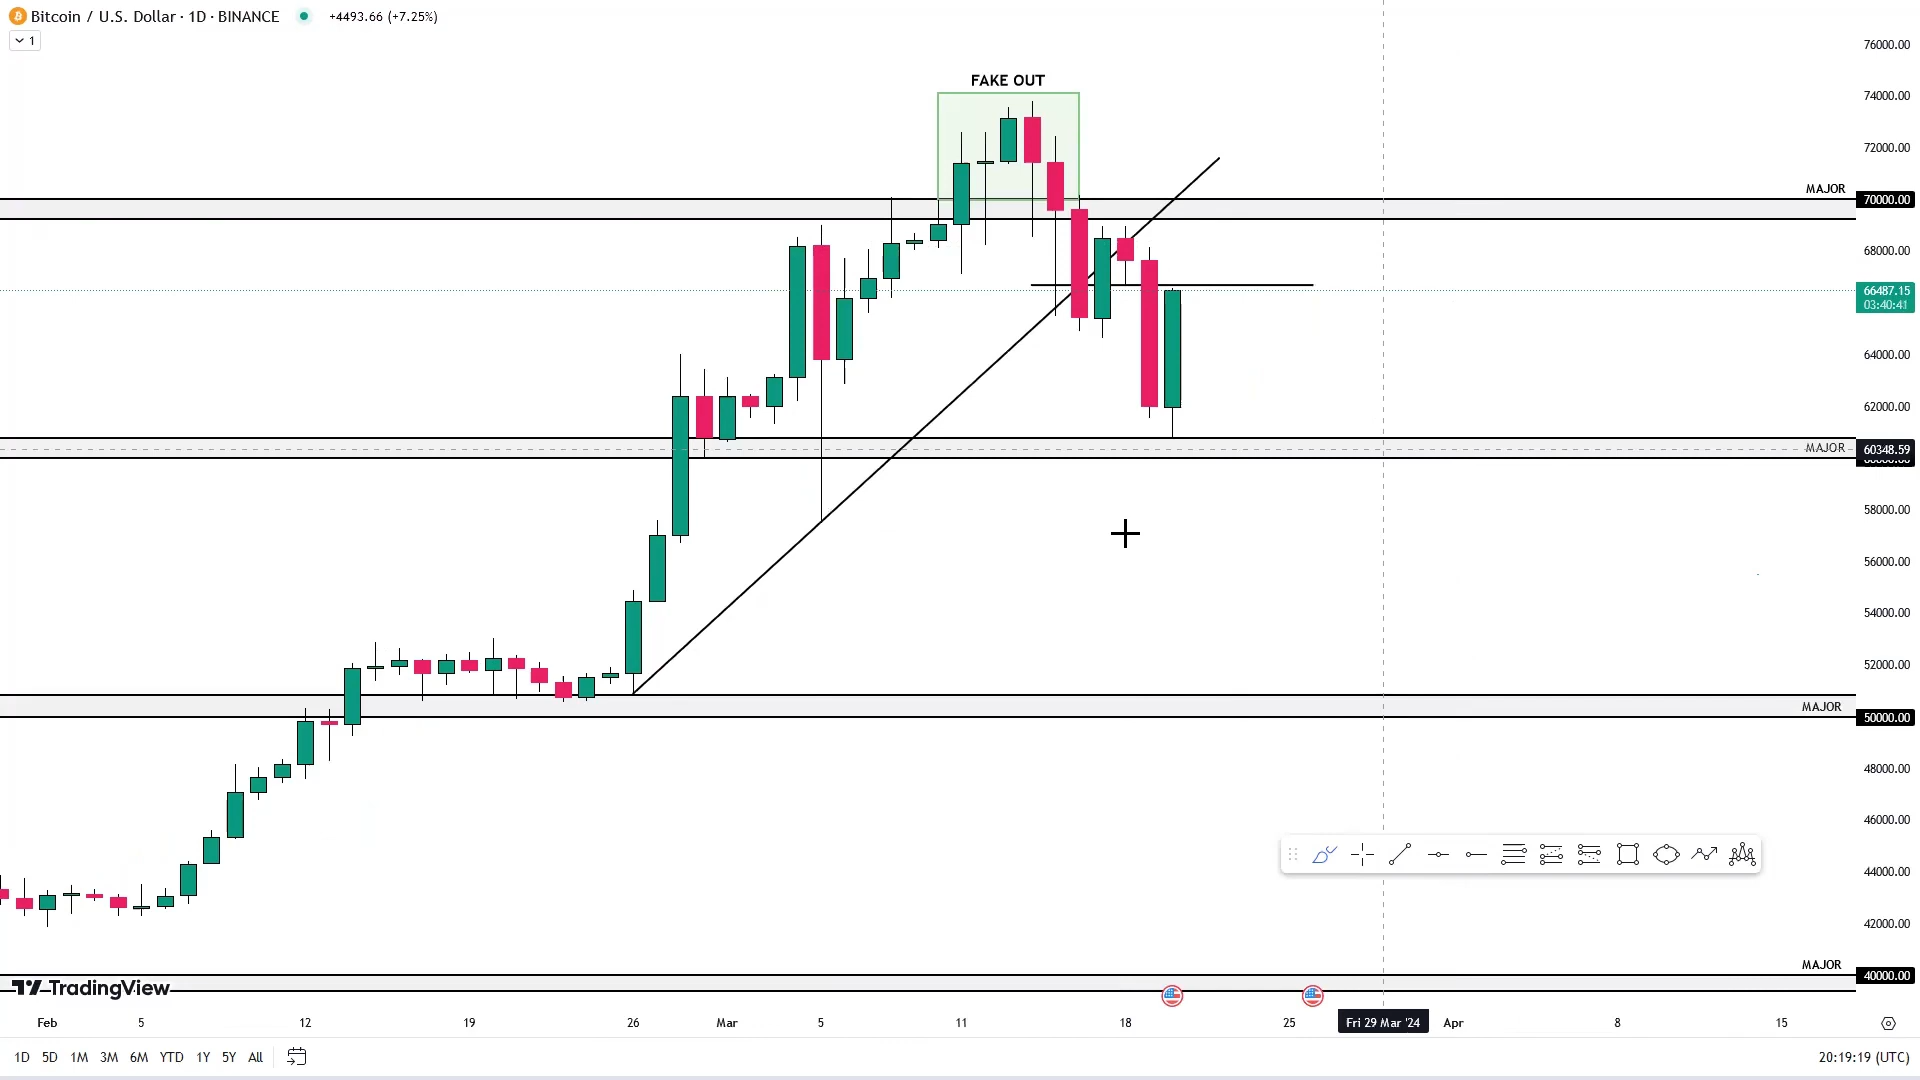 Bitcoin / U.S. Dollar · 1D · BINANCE +4493.66 (+7.25%)
1
FAKE OUT
76000.00
74000.00
72000.00
MAJOR
70000.00
68000.00
66487.15
03:40:41
64000.00
62000.00
MAJOR
60348.59
58000.00
56000.00
54000.00
52000.00
MAJOR
50000.00
48000.00
46000.00
44000.00
42000.00
MAJOR
40000.00
TradingView
Feb 5 12 19 26 Mar 5 11 18 25 Fri 29 Mar '24 Apr 8 15
1D 5D 1M 3M 6M YTD 1Y 5Y All 20:19:19 (UTC)